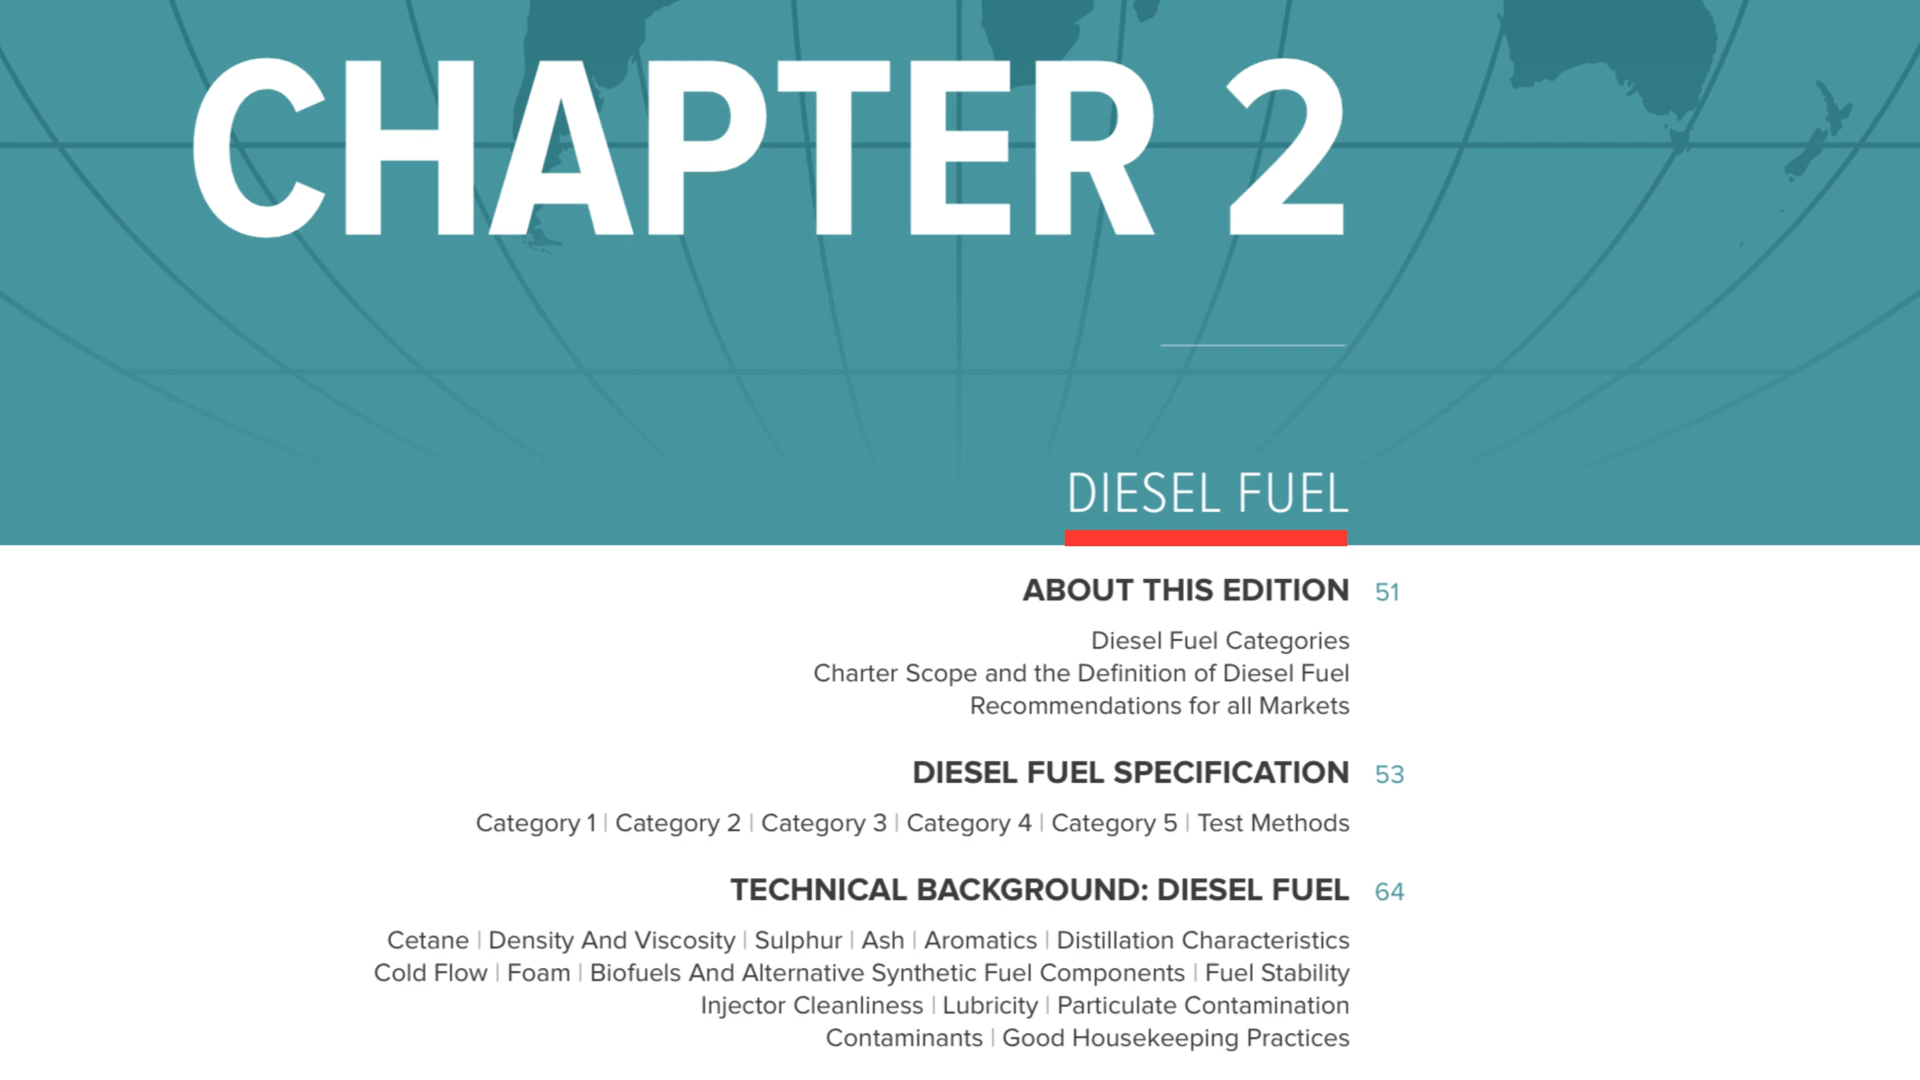 CHAPTER 2
DIESEL FUEL
ABOUT THIS EDITION 51
Diesel Fuel Categories
Charter Scope and the Definition of Diesel Fuel
Recommendations for all Markets
DIESEL FUEL SPECIFICATION 53
Category 1 | Category 2 | Category 3 | Category 4 | Category 5 | Test Methods
TECHNICAL BACKGROUND: DIESEL FUEL 64
Cetane | Density And Viscosity | Sulphur | Ash | Aromatics | Distillation Characteristics
Cold Flow | Foam | Biofuels And Alternative Synthetic Fuel Components | Fuel Stability
Injector Cleanliness | Lubricity | Particulate Contamination
Contaminants | Good Housekeeping Practices